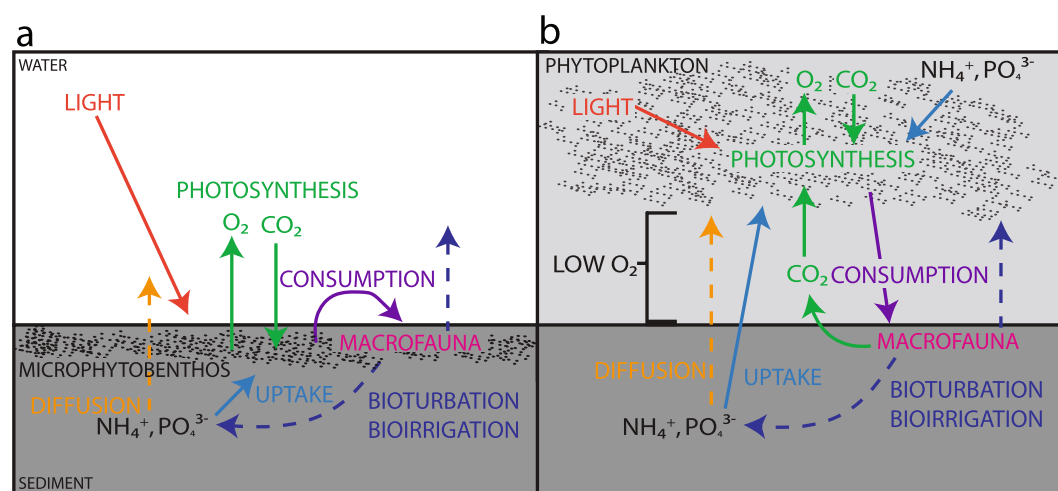 a
WATER
LIGHT
PHOTOSYNTHESIS
O₂ CO₂
CONSUMPTION
MACROFAUNA
MICROPHYTOBENTHOS
UPTAKE
DIFFUSION
BIOTURBATION
BIOIRRIGATION
NH₄⁺, PO₄³⁻
SEDIMENT
b
PHYTOPLANKTON
O₂ CO₂
NH₄⁺, PO₄³⁻
LIGHT
PHOTOSYNTHESIS
LOW O₂
CO₂ CONSUMPTION
MACROFAUNA
DIFFUSION
UPTAKE
BIOTURBATION
BIOIRRIGATION
NH₄⁺, PO₄³⁻